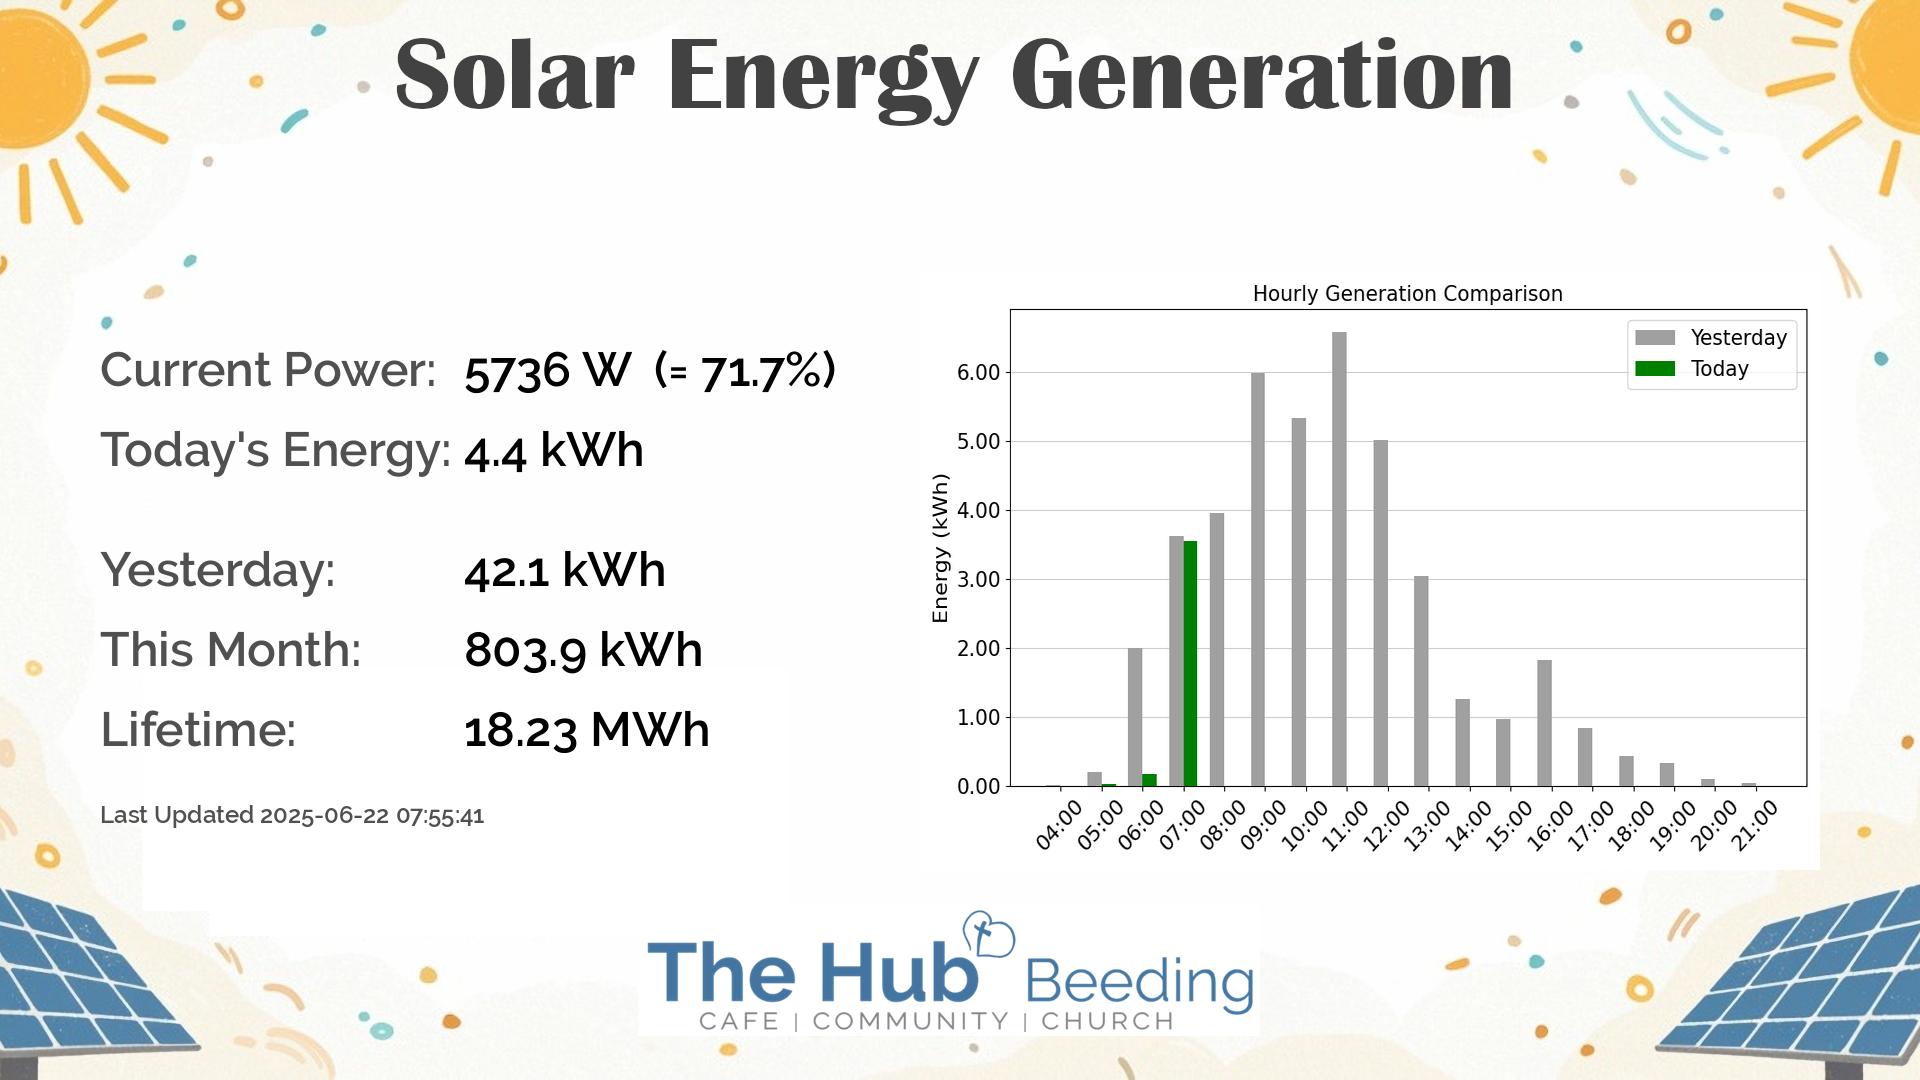 Solar Energy Generation
Current Power: 5736 W (= 71.7%)
Today's Energy: 4.4 kWh
Yesterday: 42.1 kWh
This Month: 803.9 kWh
Lifetime: 18.23 MWh
Last Updated 2025-06-22 07:55:41
Hourly Generation Comparison
Yesterday
Today
Energy (kWh)
6.00
5.00
4.00
3.00
2.00
1.00
0.00
04:00 05:00 06:00 07:00 08:00 09:00 10:00 11:00 12:00 13:00 14:00 15:00 16:00 17:00 18:00 19:00 20:00 21:00
The Hub Beeding
CAFE | COMMUNITY | CHURCH